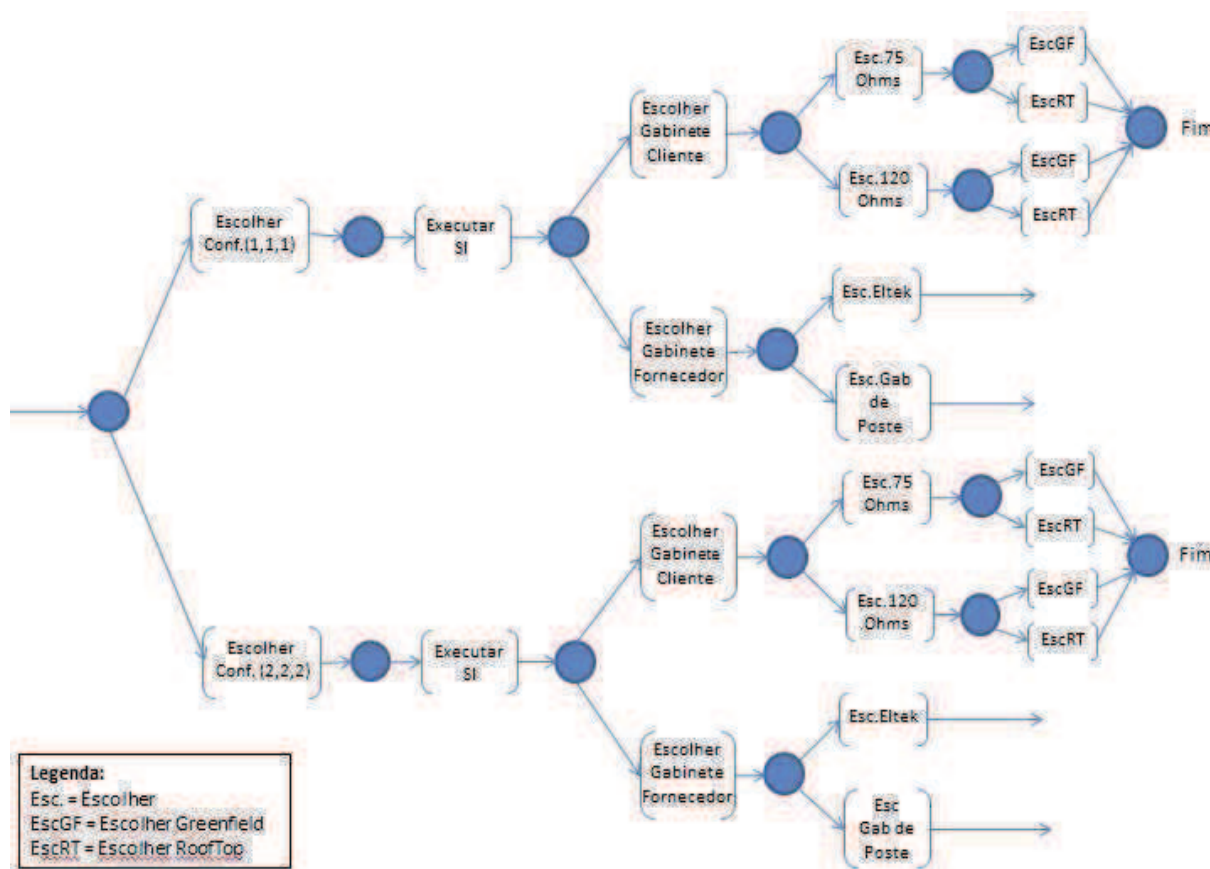 EscGF
Esc.75
Ohms
EscRT
Escolher
Gabinete
Cliente
Fim
EscGF
Esc.120
Ohms
EscRT
Escolher
Conf.(1,1,1)
Executar
SI
Esc.Eltek
Escolher
Gabinete
Fornecedor
Esc.Gab
de
Poste
EscGF
Esc.75
Ohms
EscRT
Escolher
Gabinete
Cliente
Fim
EscGF
Esc.120
.Ohms
EscRT
Escolher
Conf. (2,2,2)
Executar
SI
Esc.Eltek
Escolher
Gabinete
Fornecedor
Esc
Gab de
Poste
Legenda:
Esc. = Escolher
EscGF = Escolher Greenfield
EscRT = Escolher RoofTop